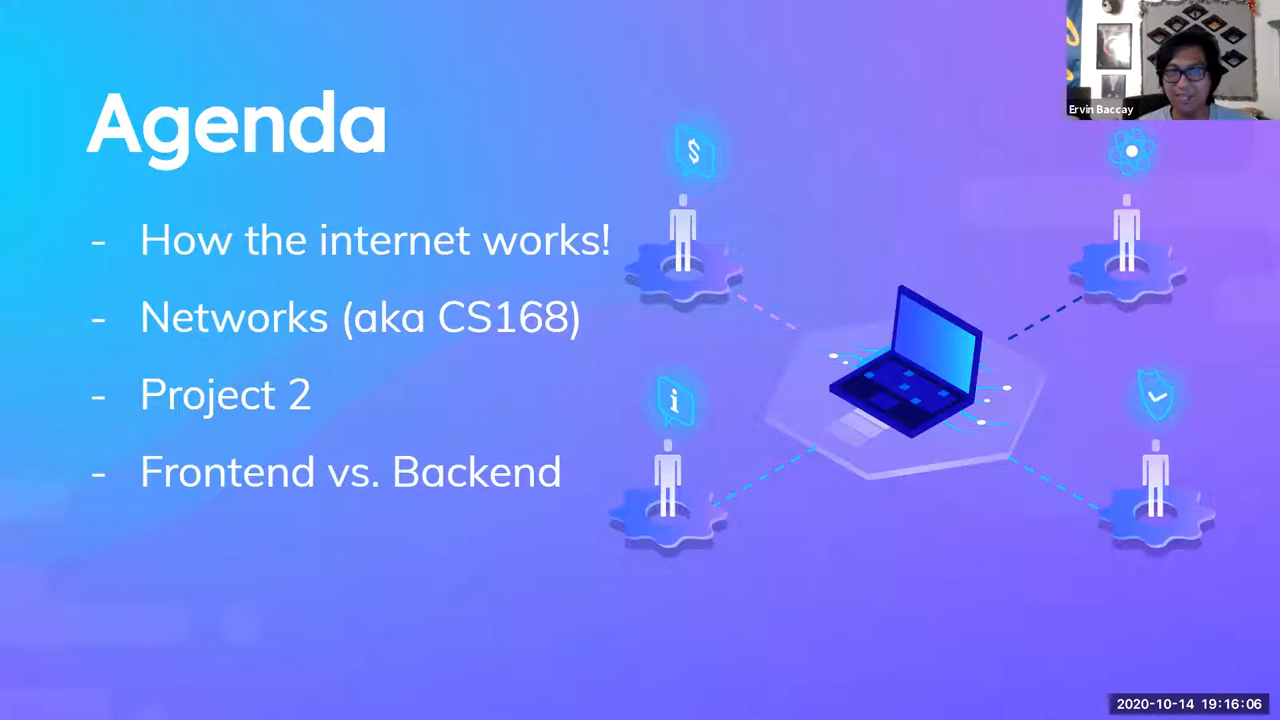 Ervin Baccay
Agenda
- How the internet works!
- Networks (aka CS168)
- Project 2
- Frontend vs. Backend
$
i
2020-10-14 19:16:06